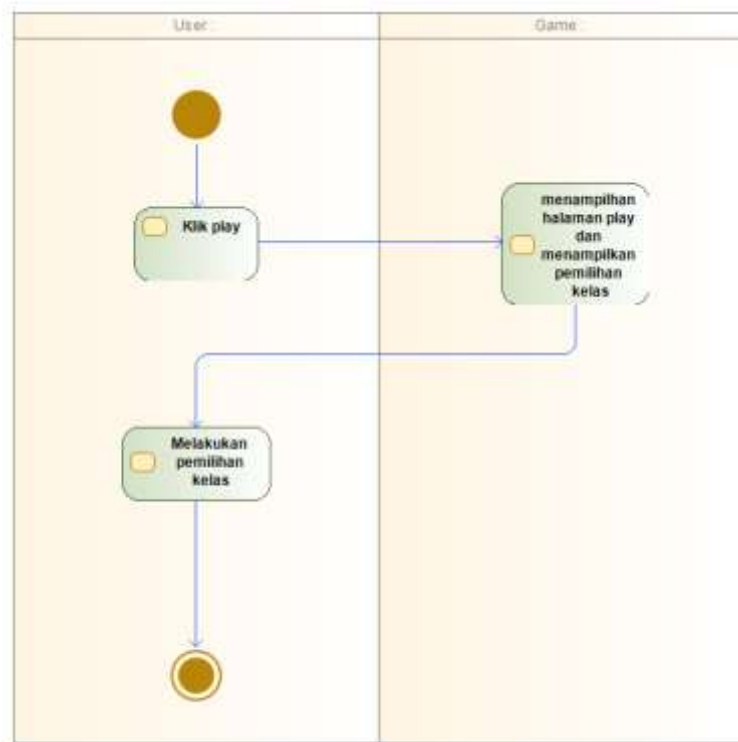 User
Game
Klik play
menampilhan
halaman play
dan
menampilkan
pemilihan
kelas
Melakukan
pemilihan
kelas